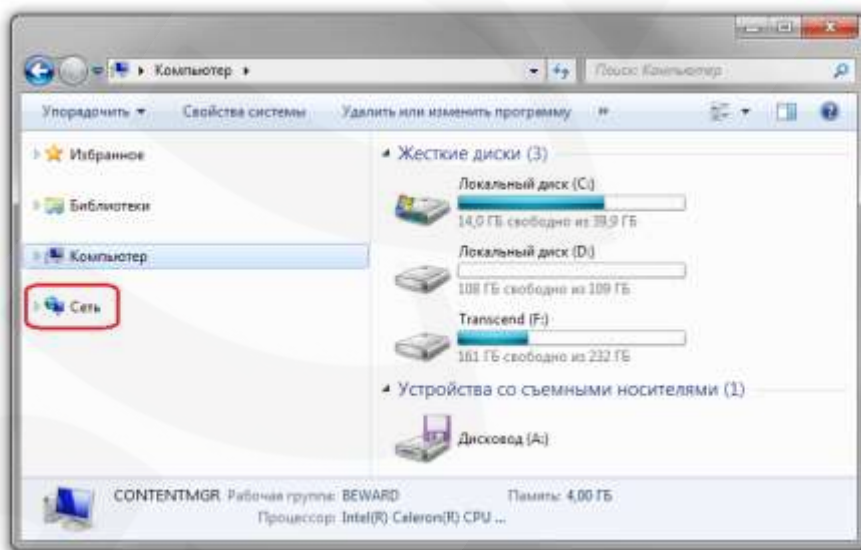 Компьютер
Поиск: Компьютер
Упорядочить
Свойства системы
Удалить или изменить программу
»
Избранное
Библиотеки
Компьютер
Сеть
Жесткие диски (3)
Локальный диск (C:)
14,0 ГБ свободно из 39,9 ГБ
Локальный диск (D:)
108 ГБ свободно из 109 ГБ
Transcend (F:)
161 ГБ свободно из 232 ГБ
Устройства со съемными носителями (1)
Дисковод (A:)
CONTENTMGR Рабочая группа: BEWARD Память: 4,00 ГБ
Процессор: Intel(R) Celeron(R) CPU ...